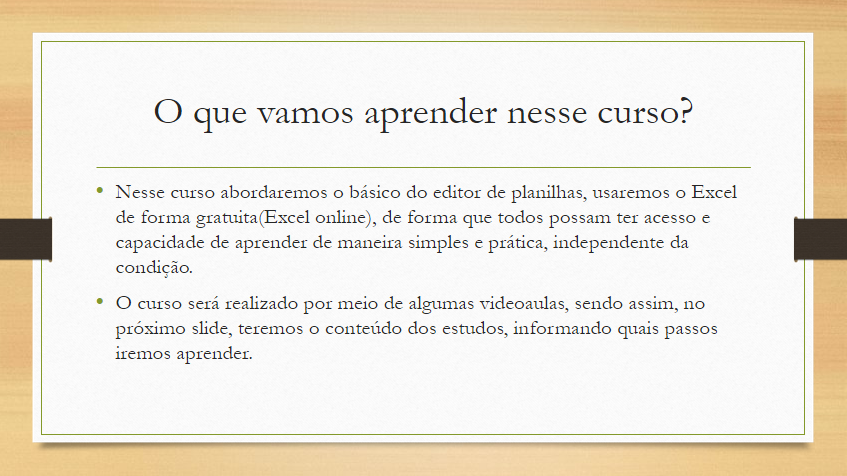 O que vamos aprender nesse curso?
• Nesse curso abordaremos o básico do editor de planilhas, usaremos o Excel
de forma gratuita(Excel online), de forma que todos possam ter acesso e
capacidade de aprender de maneira simples e prática, independente da
condição.
• O curso será realizado por meio de algumas videoaulas, sendo assim, no
próximo slide, teremos o conteúdo dos estudos, informando quais passos
iremos aprender.